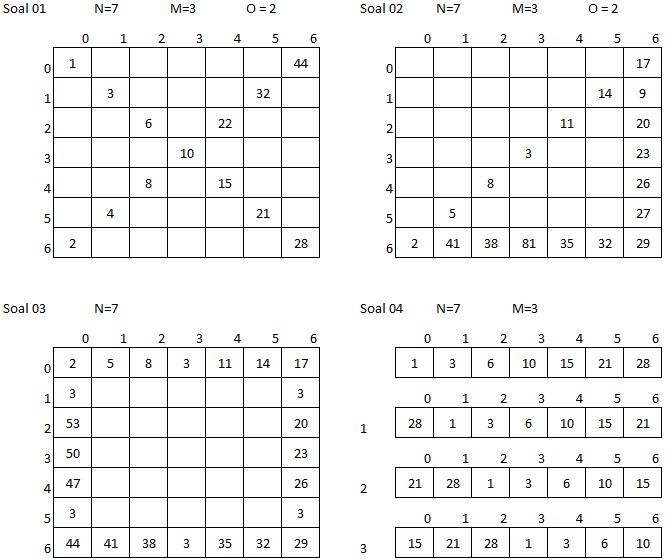 Soal 01 N=7 M=3 O = 2
0 1 2 3 4 5 6
0 1 44
1 3 32
2 6 22
3 10
4 8 15
5 4 21
6 2 28
Soal 02 N=7 M=3 O = 2
0 1 2 3 4 5 6
0 17
1 14 9
2 11 20
3 3 23
4 8 26
5 5 27
6 2 41 38 81 35 32 29
Soal 03 N=7
0 1 2 3 4 5 6
0 2 5 8 3 11 14 17
1 3 3
2 53 20
3 50 23
4 47 26
5 3 3
6 44 41 38 3 35 32 29
Soal 04 N=7 M=3
0 1 2 3 4 5 6
1 3 6 10 15 21 28
0 1 2 3 4 5 6
1 28 1 3 6 10 15 21
0 1 2 3 4 5 6
2 21 28 1 3 6 10 15
0 1 2 3 4 5 6
3 15 21 28 1 3 6 10